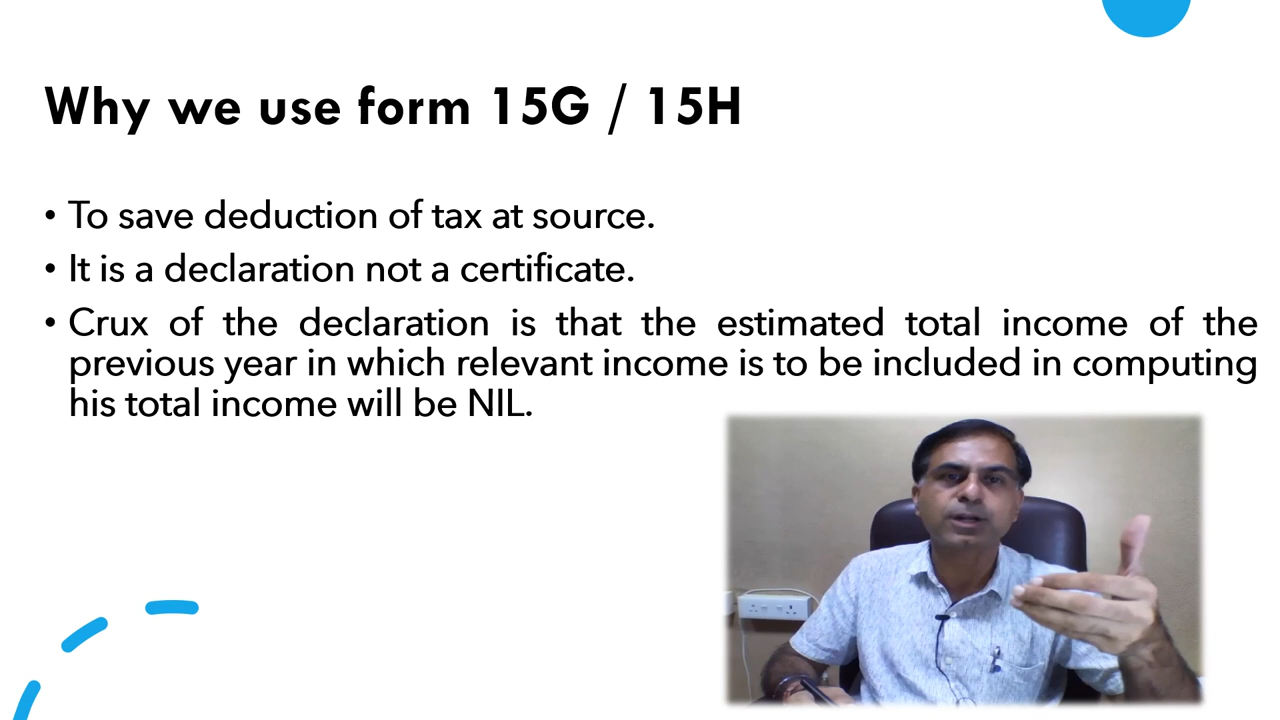 Why we use form 15G / 15H
• To save deduction of tax at source.
• It is a declaration not a certificate.
• Crux of the declaration is that the estimated total income of the
previous year in which relevant income is to be included in computing
his total income will be NIL.